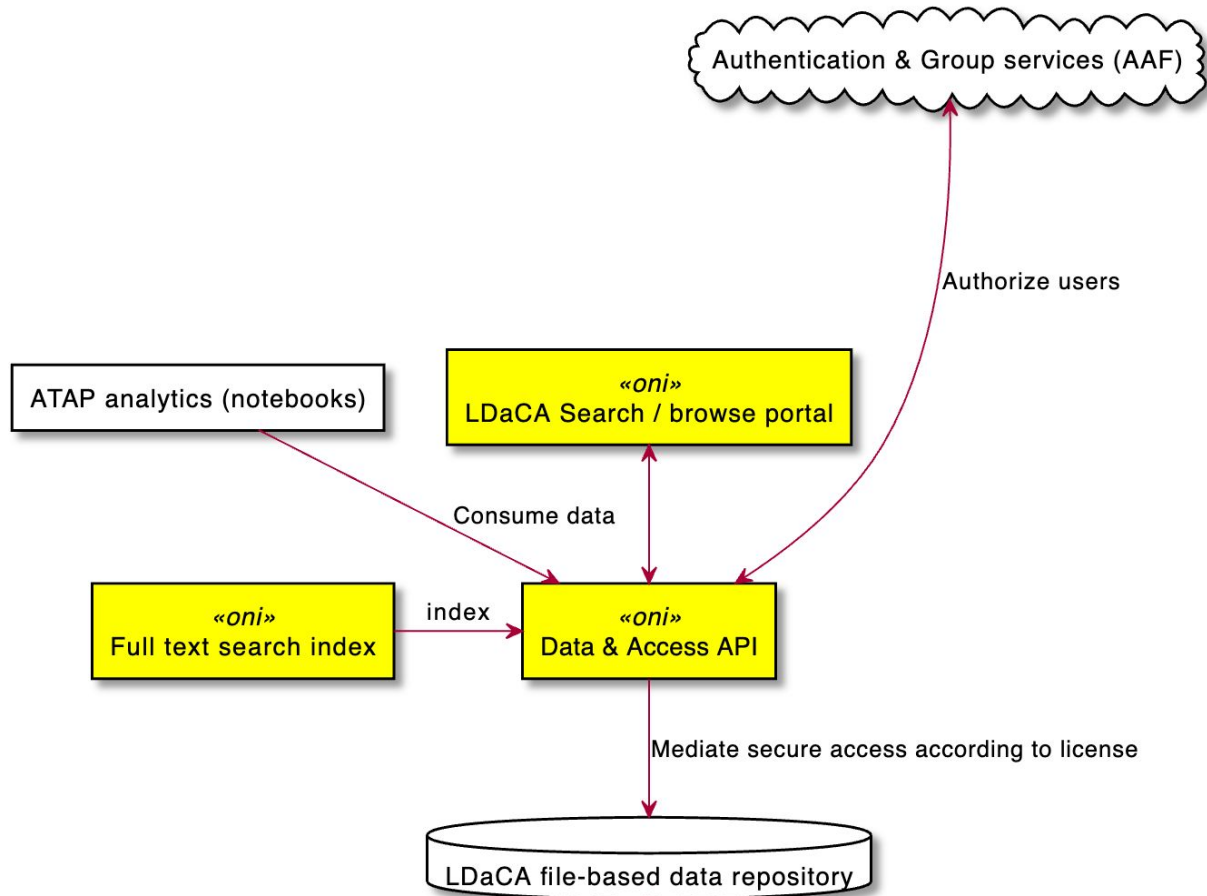 Authentication & Group services (AAF)
Authorize users
ATAP analytics (notebooks)
«oni»
LDaCA Search / browse portal
Consume data
«oni»
Full text search index
index
«oni»
Data & Access API
Mediate secure access according to license
LDaCA file-based data repository